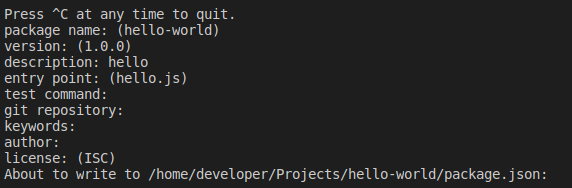 Press ^C at any time to quit.
package name: (hello-world)
version: (1.0.0)
description: hello
entry point: (hello.js)
test command:
git repository:
keywords:
author:
license: (ISC)
About to write to /home/developer/Projects/hello-world/package.json: